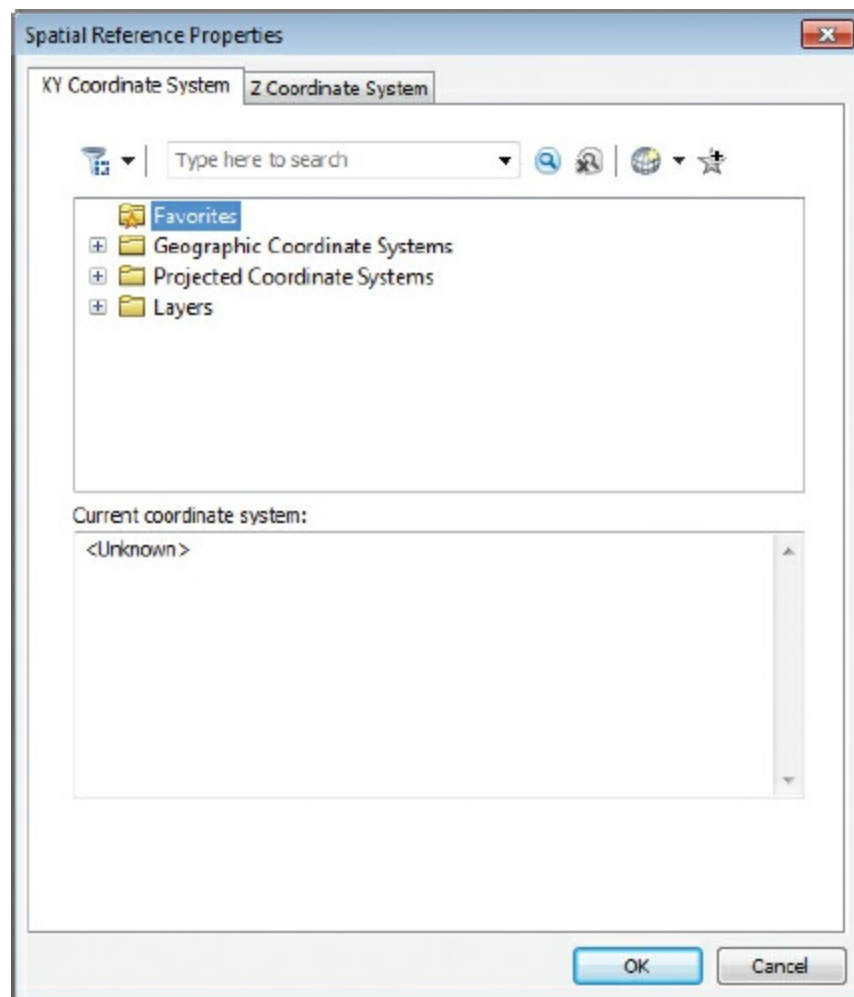 Spatial Reference Properties
XY Coordinate System Z Coordinate System
Type here to search
Favorites
Geographic Coordinate Systems
Projected Coordinate Systems
Layers
Current coordinate system:
<Unknown>
OK Cancel